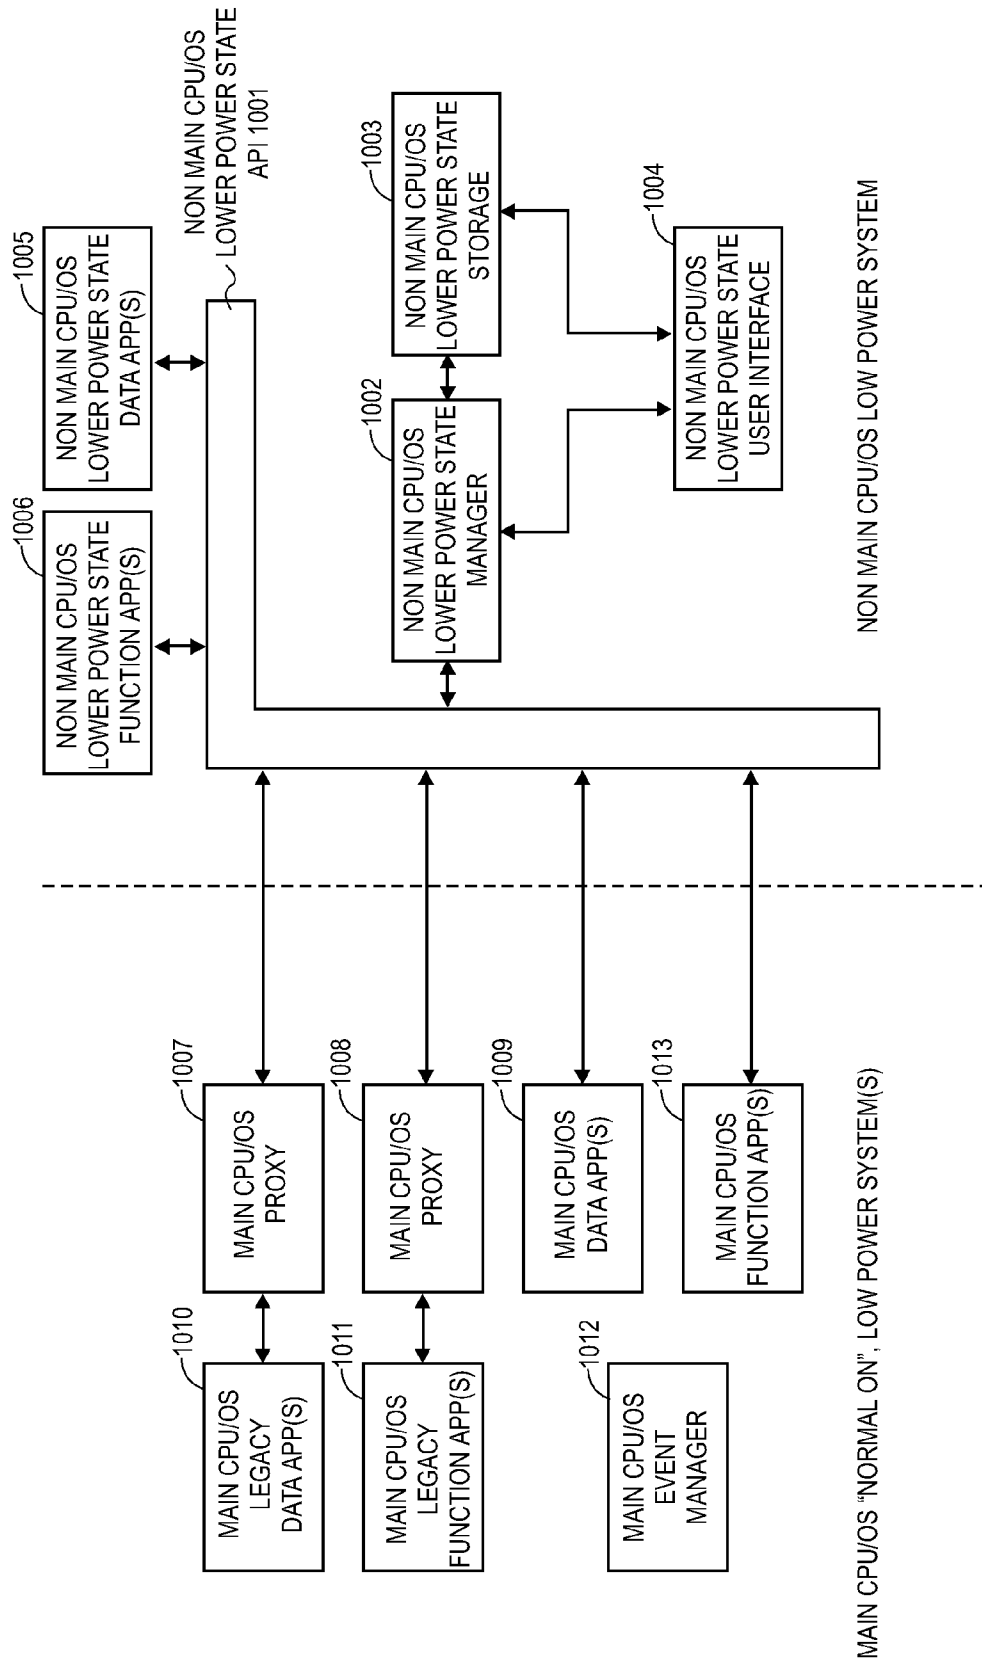 1010
MAIN CPU/OS
LEGACY
DATA APP(S)
1007
MAIN CPU/OS
PROXY
1011
MAIN CPU/OS
LEGACY
FUNCTION APP(S)
1008
MAIN CPU/OS
PROXY
1009
MAIN CPU/OS
DATA APP(S)
1012
MAIN CPU/OS
EVENT
MANAGER
1013
MAIN CPU/OS
FUNCTION APP(S)
MAIN CPU/OS “NORMAL ON”, LOW POWER SYSTEM(S)
1006
NON MAIN CPU/OS
LOWER POWER STATE
FUNCTION APP(S)
1005
NON MAIN CPU/OS
LOWER POWER STATE
DATA APP(S)
NON MAIN CPU/OS
LOWER POWER STATE
API 1001
1002
NON MAIN CPU/OS
LOWER POWER STATE
MANAGER
1003
NON MAIN CPU/OS
LOWER POWER STATE
STORAGE
1004
NON MAIN CPU/OS
LOWER POWER STATE
USER INTERFACE
NON MAIN CPU/OS LOW POWER SYSTEM